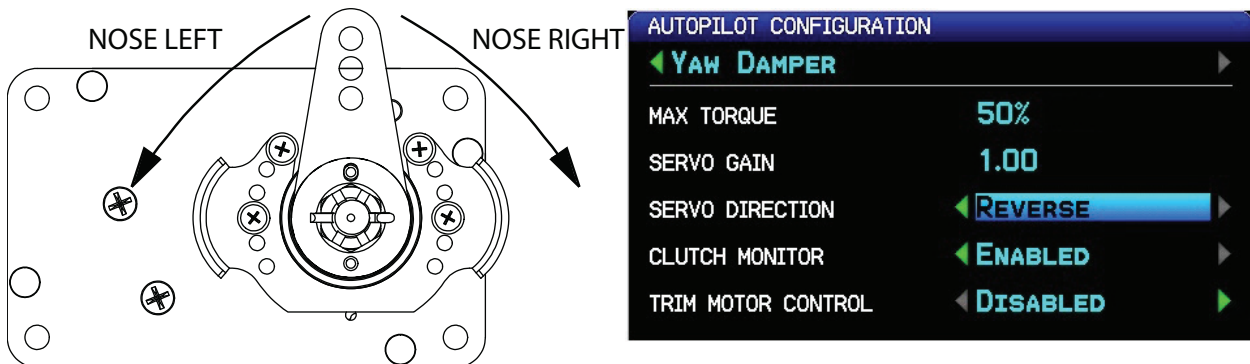 NOSE LEFT
NOSE RIGHT
AUTOPILOT CONFIGURATION
YAW DAMPER
MAX TORQUE 50%
SERVO GAIN 1.00
SERVO DIRECTION REVERSE
CLUTCH MONITOR ENABLED
TRIM MOTOR CONTROL DISABLED